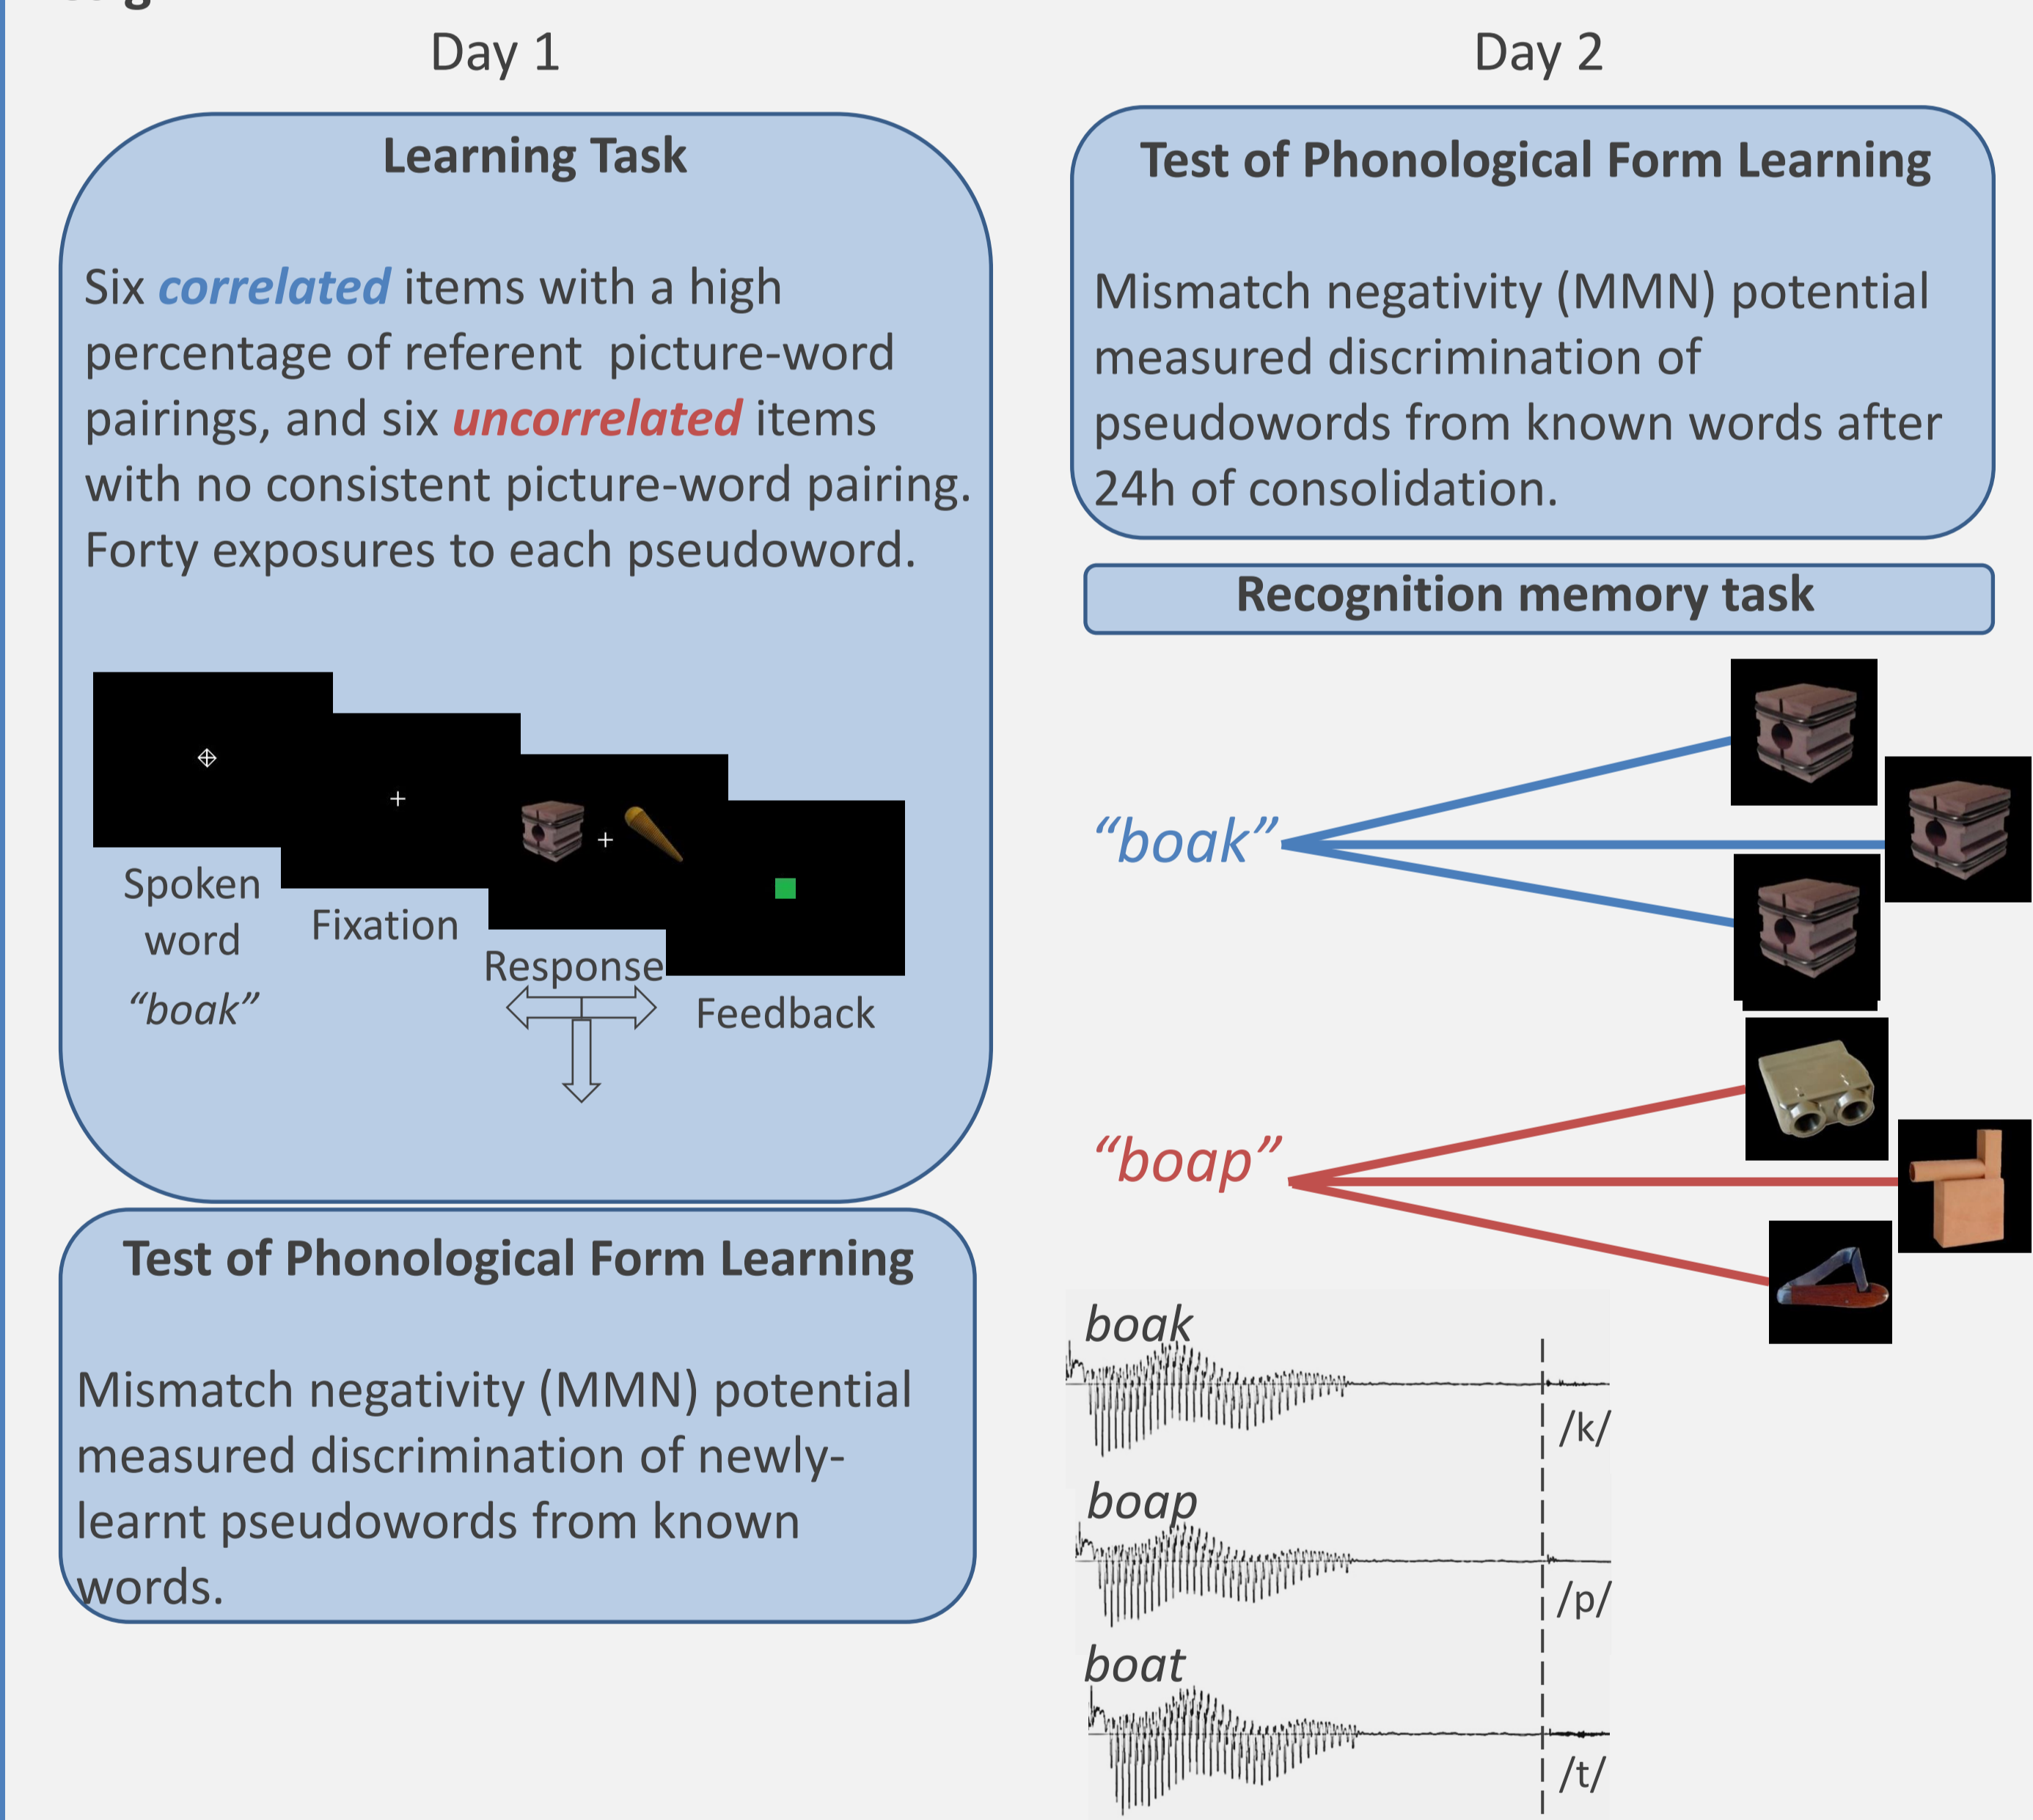 Day 1
Learning Task
Six correlated items with a high
percentage of referent picture-word
pairings, and six uncorrelated items
with no consistent picture-word pairing.
Forty exposures to each pseudoword.
Spoken
word
“boak”
Fixation
Response
Feedback
Test of Phonological Form Learning
Mismatch negativity (MMN) potential
measured discrimination of newly-
learnt pseudowords from known
words.
Day 2
Test of Phonological Form Learning
Mismatch negativity (MMN) potential
measured discrimination of
pseudowords from known words after
24h of consolidation.
Recognition memory task
“boak”
“boap”
boak
/k/
boap
/p/
boat
/t/